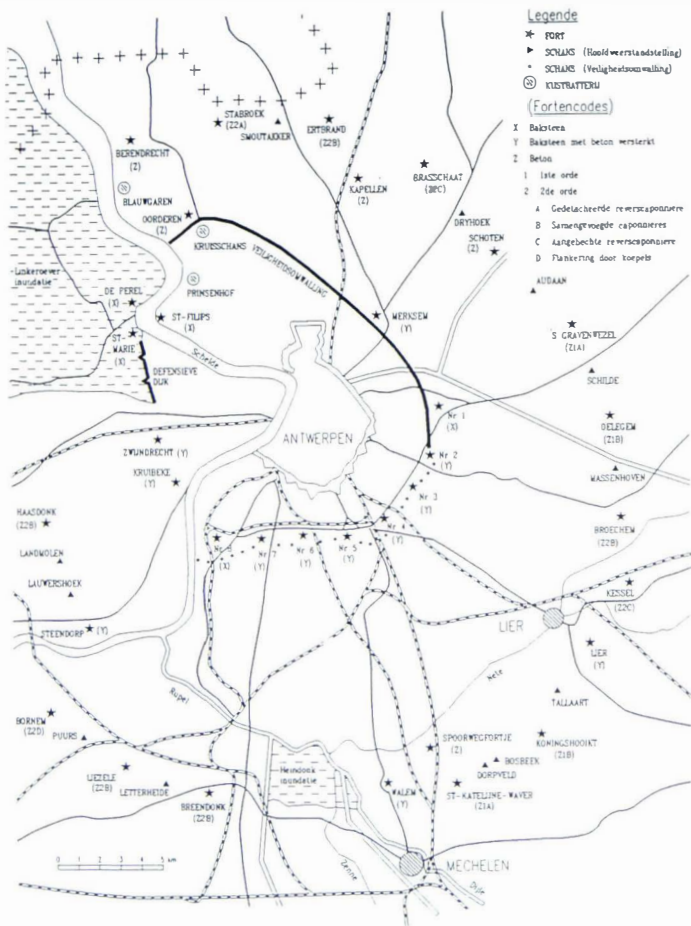 Legende
FORT
SCHANS (Hoofdweerstandstelling)
SCHANS (Veiligheidsomwalling)
KUSTBATTERIJ
(Fortencodes)
X Baksteen
Y Baksteen met beton versterkt
Z Beton
1 1ste orde
2 2de orde
A Gedetacheerde reverscaponniere
B Samengevoegde caponnieres
C Aangehechte reverscaponniere
D Flankering door koepels
STABROEK
(Z2A)
SMOUTAKKER
ERTBRAND
(Z2B)
BERENDRECHT
(Z)
KAPELLEN
(Z)
BRASSCHAAT
(BPC)
BLAUWGAREN
OORDEREN
(Z)
KRUISSCHANS
VEILIGHEIDSOMWALLING
DRYHOEK
SCHOTEN
(Z)
Linkeroever
inundatie
DE PEREL
(X)
PRINSENHOF
AUDAAN
ST-FILIPS
(X)
MERKSEM
(Y)
S GRAVENWEZEL
(Z1A)
ST-
MARIE
(X)
Schelde
DEFENSIEVE
DIJK
SCHILDE
Nr 1
(X)
OELEGEM
(Z1B)
ANTWERPEN
ZWIJNDRECHT (Y)
Nr 2
(Y)
MASSENHOVEN
KRUIBEKE
(Y)
Nr 3
(Y)
HAASDONK
(Z2B)
BROECHEM
(Z2B)
Nr 4
(Y)
Nr 5
(Y)
Nr 6
(Y)
Nr 7
(Y)
Nr 8
(X)
LANDMOLEN
LAUWERSHOEK
KESSEL
(Z2C)
STEENDORP (Y)
LIER
LIER
(Y)
Rupel
Nete
TALLAART
BORNEM
(Z2D)
PUURS
SPOORWEGFORTJE
(Z)
KONINGSHOOIKT
(Z1B)
BOSBEEK
DORPVELD
LIEZELE
(Z2B)
LETTERHEIDE
BREENDONK
(Z2B)
Heindonk
inundatie
WALEM
(Y)
ST-KATELIJNE-WAVER
(Z1A)
0 1 2 3 4 5 km
Zenne
MECHELEN
Dijle